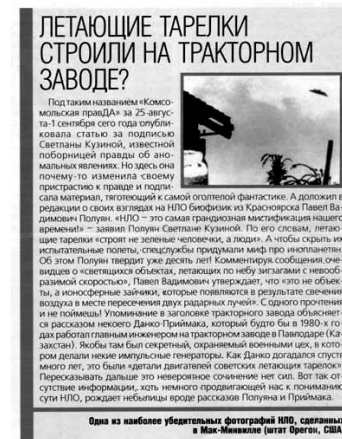 ЛЕТАЮЩИЕ ТАРЕЛКИ
СТРОИЛИ НА ТРАКТОРНОМ
ЗАВОДЕ?
Под таким названием «Комсо-
мольская правДА» за 25 авгус-
та-1 сентября сего года опубли-
ковала статью за подписью
Светланы Кузиной, известной
поборницей правды об ано-
мальных явлениях. Но здесь она
почему-то изменила своему
пристрастию к правде и подпи-
сала материал, тяготеющий к самой оголтелой фантастике. А доложил в
редакции о своих взглядах на НЛО биофизик из Красноярска Павел Ва-
димович Полуян. «НЛО – это самая грандиозная мистификация нашего
времени!» – заявил Полуян Светлане Кузиной. По его словам, летаю-
щие тарелки «строят не зеленые человечки, а люди». А чтобы скрыть их
испытательные полеты, спецслужбы придумали миф про инопланетян.
Об этом Полуян твердит уже десять лет! Комментируя сообщения оче-
видцев о «светящихся объектах, летающих по небу зигзагами с невооб-
разимой скоростью», Павел Вадимович утверждает, что «это не объек-
ты, а ионосферные зайчики, которые появляются в результате свечения
воздуха в месте пересечения двух радарных лучей». С одного прочтения
и не поймешь! Упоминание в заголовке тракторного завода объясняет-
ся рассказом некоего Данко-Приймака, который будто бы в 1980-х го-
дах работал главным инженером на тракторном заводе в Павлодаре (Ка-
захстан). Якобы там был секретный, охраняемый военными цех, в кото-
ром делали некие импульсные генераторы. Как Данко догадался спустя
много лет, это были «детали двигателей советских летающих тарелок»!
Пересказывать дальше это невероятное сочинение нет сил. Вот так от-
сутствие информации, хоть немного продвигающей нас к пониманию
сути НЛО, рождает небылицы вроде рассказов Полуяна и Приймака.
Одна из наиболее убедительных фотографий НЛО, сделанных
в Мак-Минвилле (штат Орегон, США